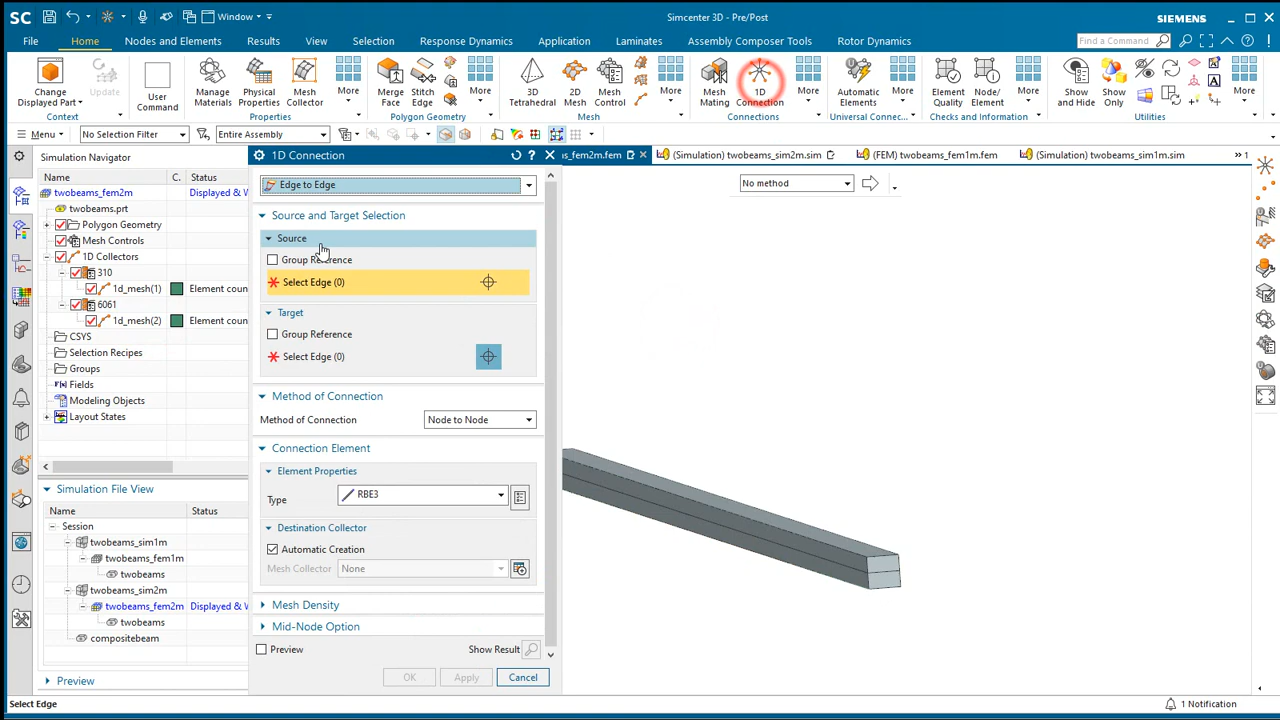 SC
Window
Simcenter 3D - Pre/Post
SIEMENS
File
Home
Nodes and Elements
Results
View
Selection
Response Dynamics
Application
Laminates
Assembly Composer Tools
Rotor Dynamics
Find a Command
Change Displayed Part
Update
User Command
Manage Materials
Physical Properties
Mesh Collector
More
Merge Face
Stitch Edge
More
3D Tetrahedral
2D Mesh
Mesh Control
More
Mesh Mating
1D Connection
More
Automatic Elements
More
Element Quality
Node/ Element
More
Show and Hide
Show Only
More
Context
Properties
Polygon Geometry
Mesh
Connections
Universal Connec...
Checks and Information
Utilities
Menu
No Selection Filter
Entire Assembly
Simulation Navigator
Name
C.
Status
twobeams_fem2m
Displayed & W
twobeams.prt
Polygon Geometry
Mesh Controls
1D Collectors
310
1d_mesh(1)
Element coun
6061
1d_mesh(2)
Element coun
CSYS
Selection Recipes
Groups
Fields
Modeling Objects
Layout States
Simulation File View
Name
Status
Session
twobeams_sim1m
twobeams_fem1m
twobeams
twobeams_sim2m
twobeams_fem2m
Displayed & W
twobeams
compositebeam
Preview
1D Connection
Edge to Edge
Source and Target Selection
Source
Group Reference
Select Edge (0)
Target
Group Reference
Select Edge (0)
Method of Connection
Method of Connection
Node to Node
Connection Element
Element Properties
Type
RBE3
Destination Collector
Automatic Creation
Mesh Collector
None
Mesh Density
Mid-Node Option
Preview
Show Result
OK
Apply
Cancel
ns_fem2m.fem
(Simulation) twobeams_sim2m.sim
(FEM) twobeams_fem1m.fem
(Simulation) twobeams_sim1m.sim
1
No method
Select Edge
1 Notification